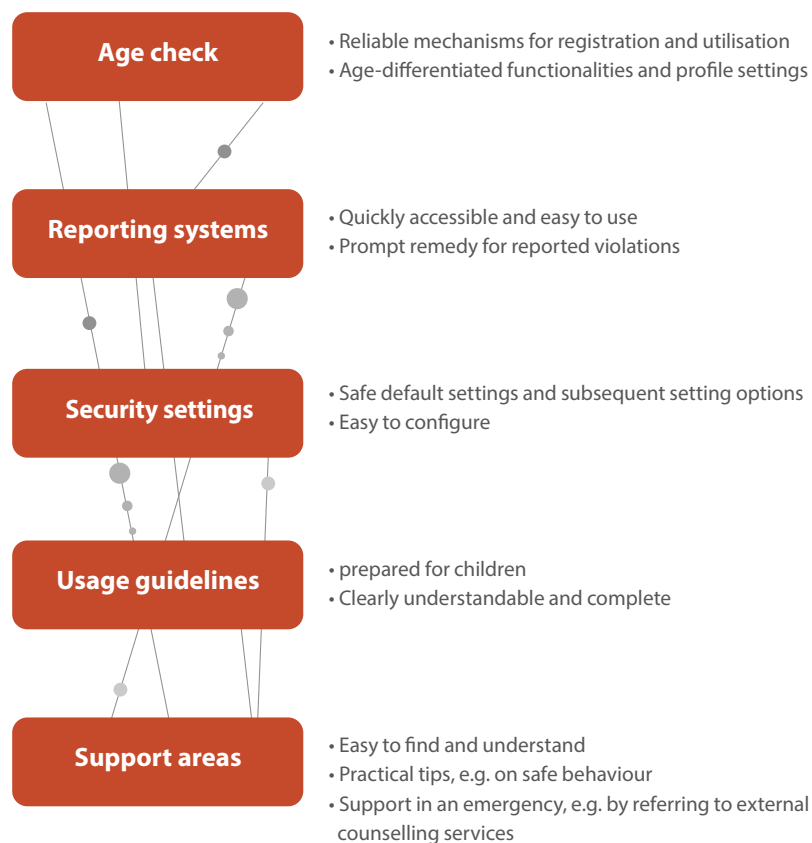 Age check
• Reliable mechanisms for registration and utilisation
• Age-differentiated functionalities and profile settings
Reporting systems
• Quickly accessible and easy to use
• Prompt remedy for reported violations
Security settings
• Safe default settings and subsequent setting options
• Easy to configure
Usage guidelines
• prepared for children
• Clearly understandable and complete
Support areas
• Easy to find and understand
• Practical tips, e.g. on safe behaviour
• Support in an emergency, e.g. by referring to external
counselling services